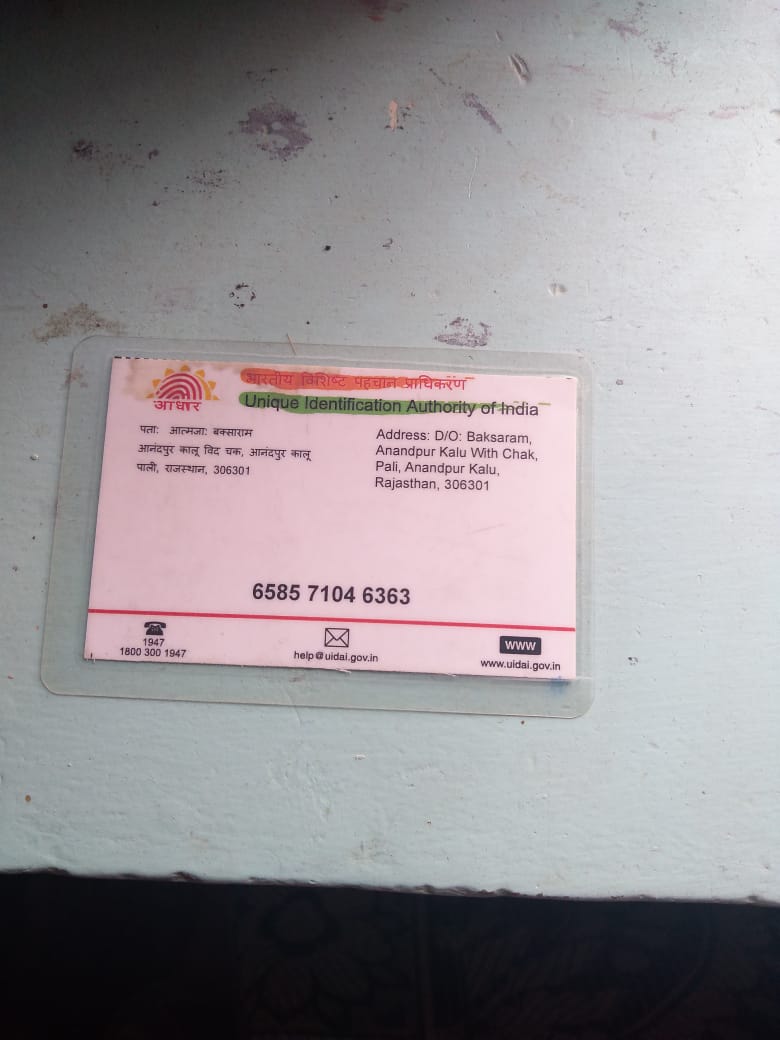 भारतीय विशिष्ट पहचान प्राधिकरण
Unique Identification Authority of India
आधार
पता: आत्मजा: बक्साराम
आनंदपुर कालू विद चक, आनंदपुर कालू
पाली, राजस्थान, 306301
Address: D/O: Baksaram,
Anandpur Kalu With Chak,
Pali, Anandpur Kalu,
Rajasthan, 306301
6585 7104 6363
1947
1800 300 1947
help@uidai.gov.in
www
www.uidai.gov.in